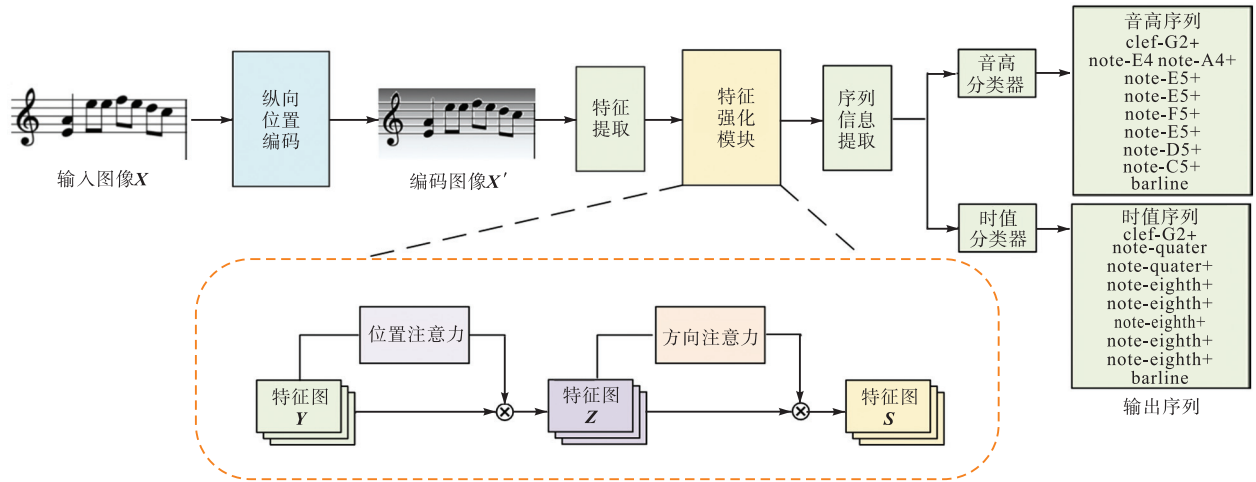 输入图像X
纵向
位置
编码
编码图像X′
特征
提取
特征
强化
模块
序列
信息
提取
音高
分类器
音高序列
clef-G2+
note-E4 note-A4+
note-E5+
note-E5+
note-F5+
note-E5+
note-D5+
note-C5+
barline
时值
分类器
时值序列
clef-G2+
note-quater
note-quater+
note-eighth+
note-eighth+
note-eighth+
note-eighth+
note-eighth+
barline
输出序列
位置注意力
方向注意力
特征图
Y
特征图
Z
特征图
S